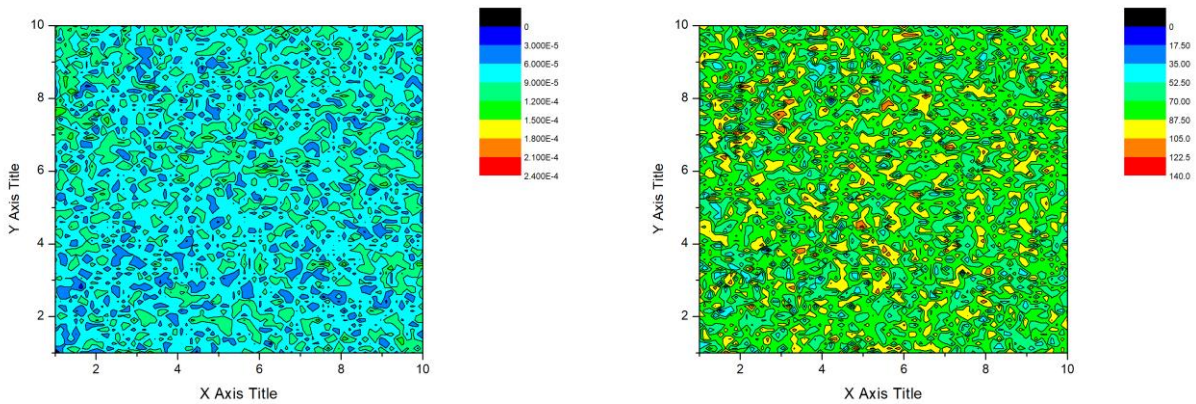 10
8
6
4
2
2
4
6
8
10
Y Axis Title
X Axis Title
0
3.000E-5
6.000E-5
9.000E-5
1.200E-4
1.500E-4
1.800E-4
2.100E-4
2.400E-4
10
8
6
4
2
2
4
6
8
10
Y Axis Title
X Axis Title
0
17.50
35.00
52.50
70.00
87.50
105.0
122.5
140.0